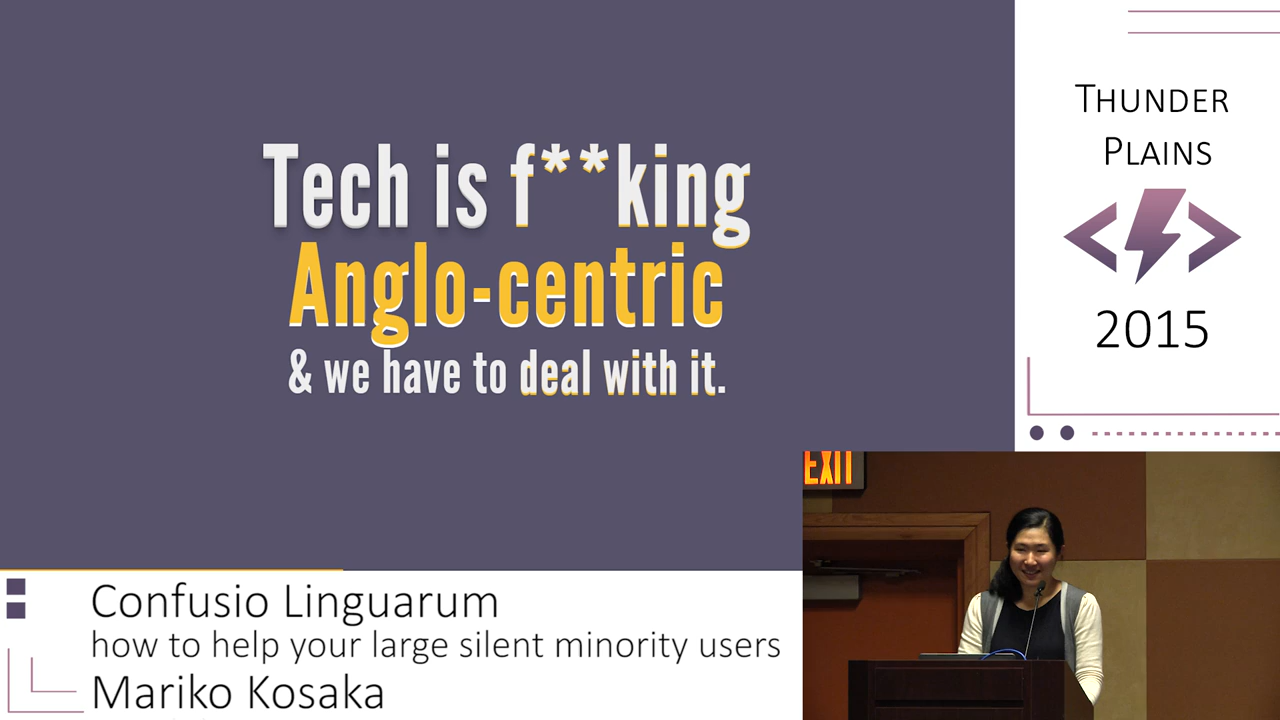 Tech is f**king
Anglo-centric
& we have to deal with it.
THUNDER
PLAINS
2015
EXIT
Confusio Linguarum
how to help your large silent minority users
Mariko Kosaka